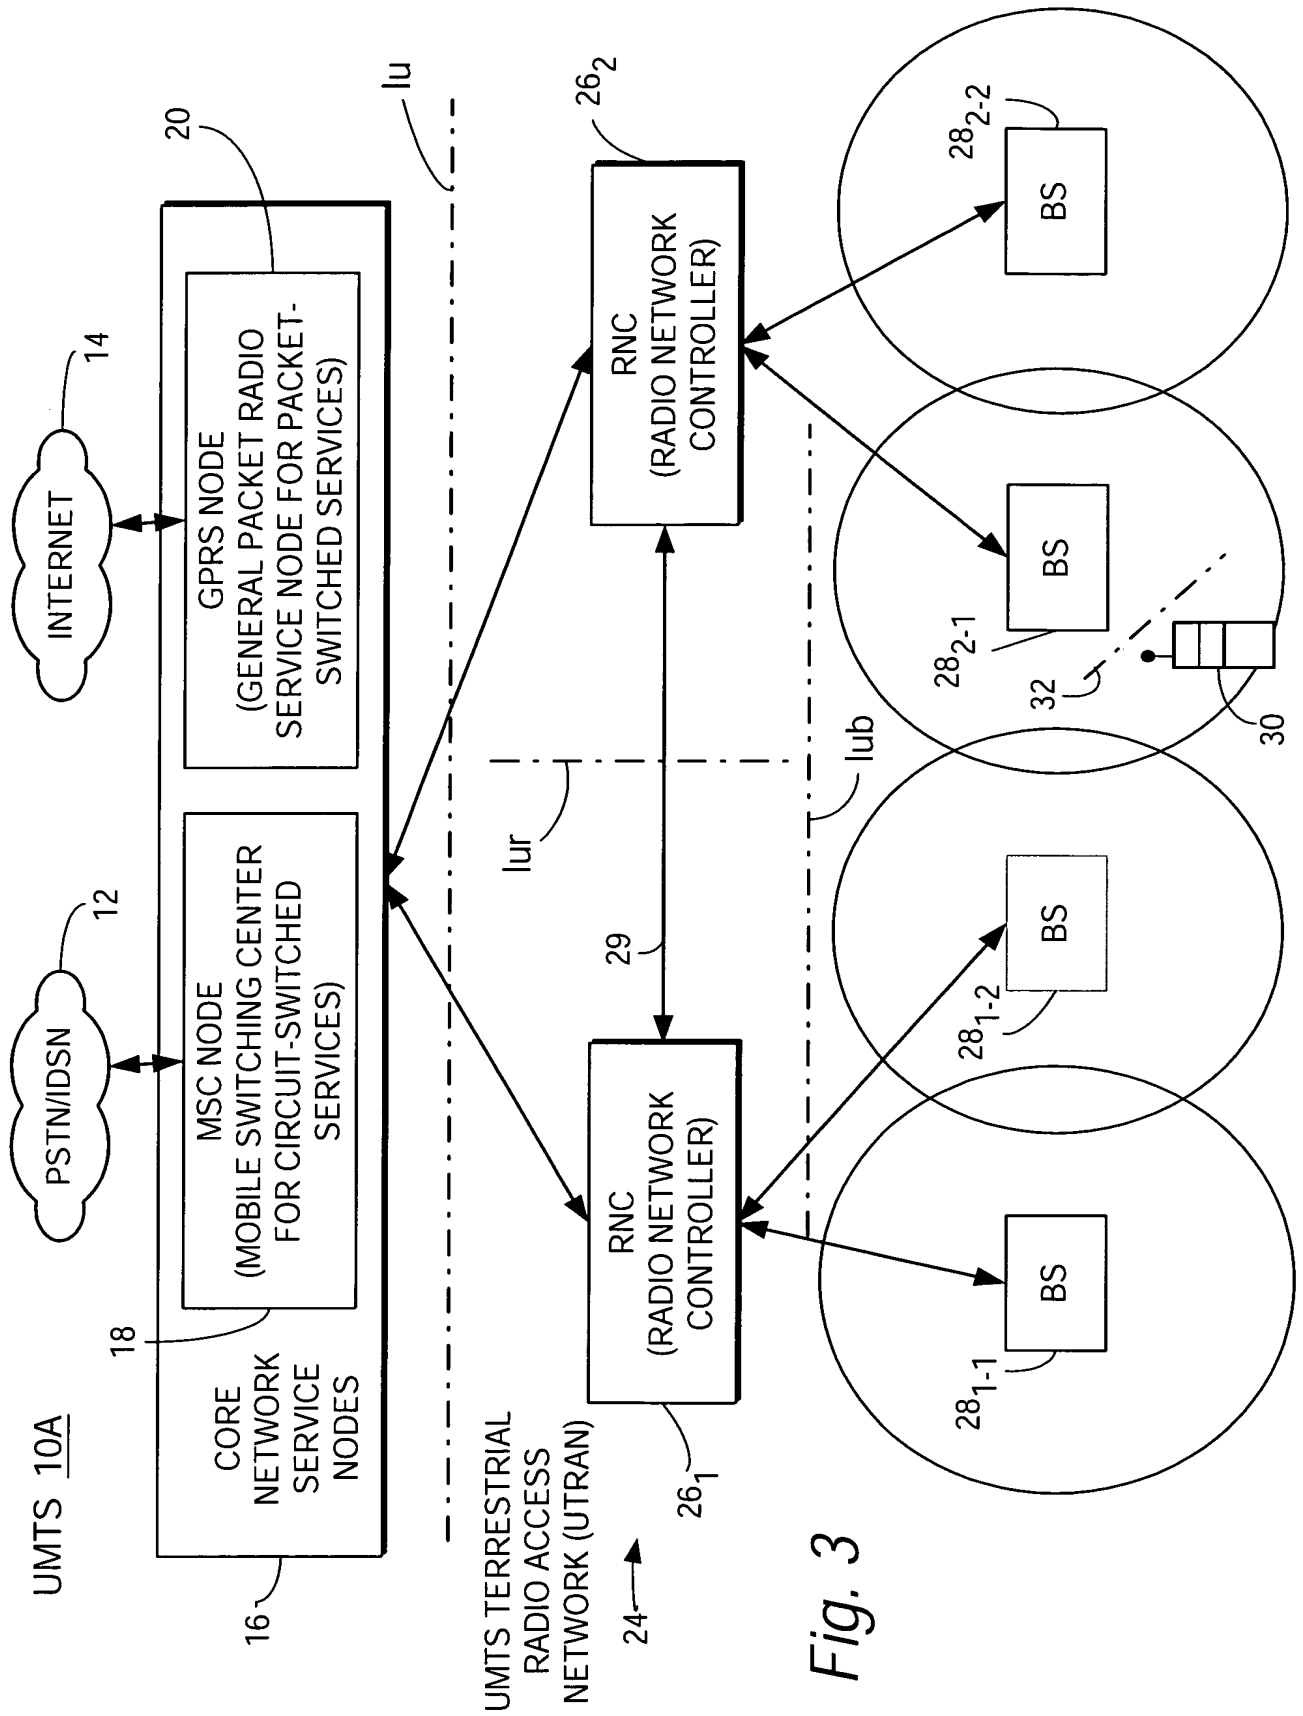 UMTS 10A
PSTN/IDSN
12
INTERNET
14
16
CORE
NETWORK
SERVICE
NODES
18
MSC NODE
(MOBILE SWITCHING CENTER
FOR CIRCUIT-SWITCHED
SERVICES)
GPRS NODE
(GENERAL PACKET RADIO
SERVICE NODE FOR PACKET-
SWITCHED SERVICES)
20
Iu
UMTS TERRESTRIAL
RADIO ACCESS
NETWORK (UTRAN)
24
26₁
RNC
(RADIO NETWORK
CONTROLLER)
29
Iur
RNC
(RADIO NETWORK
CONTROLLER)
26₂
Iub
28₁₋₁
BS
28₁₋₂
BS
28₂₋₁
BS
28₂₋₂
BS
32
30
Fig. 3